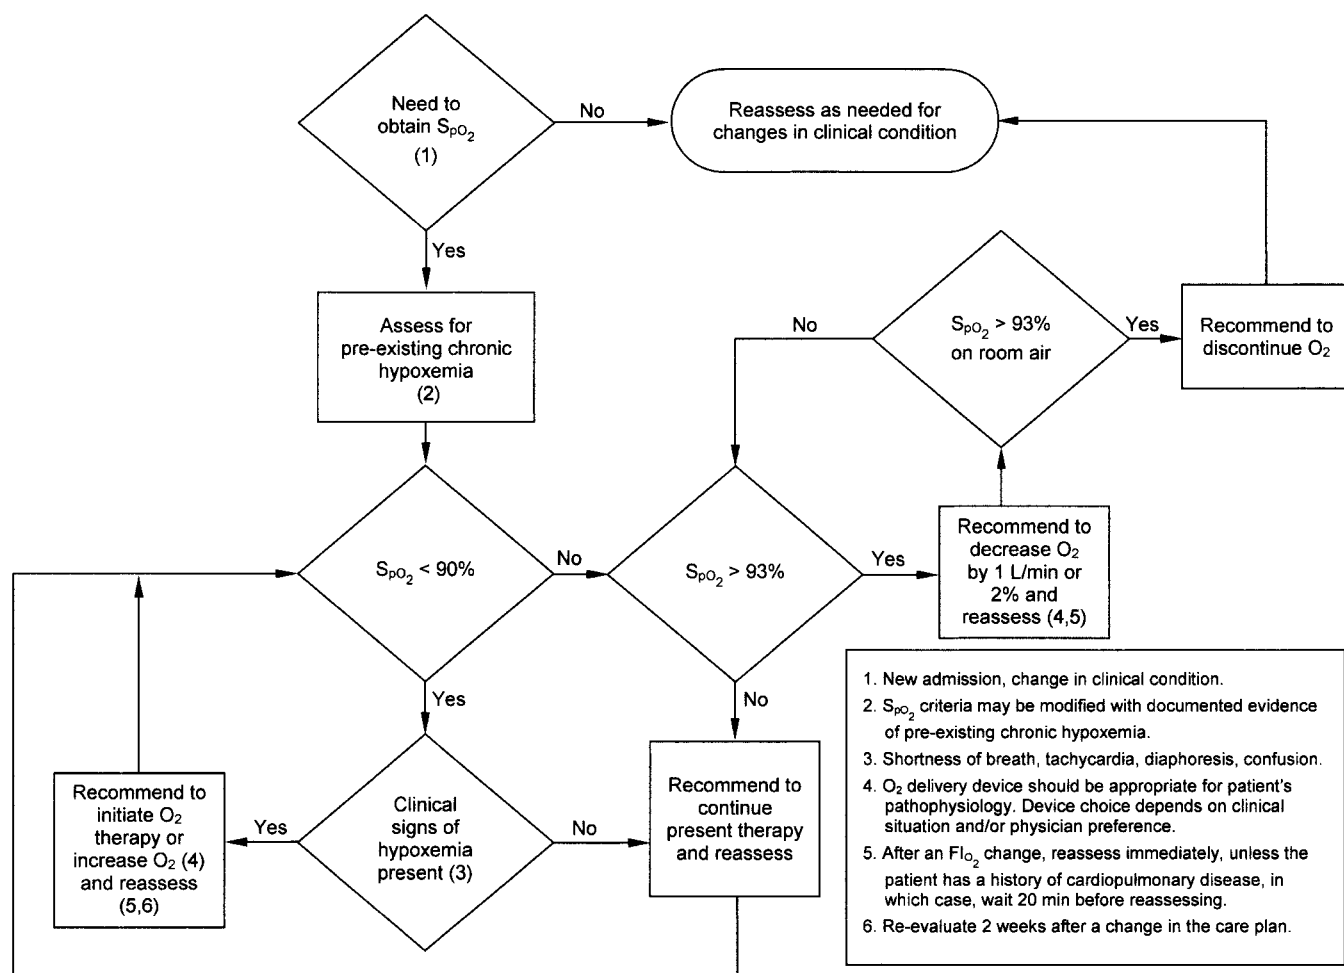 Need to
obtain SpO₂
(1)
No
Reassess as needed for
changes in clinical condition
Yes
Assess for
pre-existing chronic
hypoxemia
(2)
No
SpO₂ > 93%
on room air
Yes
Recommend to
discontinue O₂
SpO₂ < 90%
No
SpO₂ > 93%
Yes
Recommend to
decrease O₂
by 1 L/min or
2% and
reassess (4,5)
Yes
No
Recommend to
initiate O₂
therapy or
increase O₂ (4)
and reassess
(5,6)
Yes
Clinical
signs of
hypoxemia
present (3)
No
Recommend to
continue
present therapy
and reassess
1. New admission, change in clinical condition.
2. SpO₂ criteria may be modified with documented evidence
of pre-existing chronic hypoxemia.
3. Shortness of breath, tachycardia, diaphoresis, confusion.
4. O₂ delivery device should be appropriate for patient's
pathophysiology. Device choice depends on clinical
situation and/or physician preference.
5. After an FIO₂ change, reassess immediately, unless the
patient has a history of cardiopulmonary disease, in
which case, wait 20 min before reassessing.
6. Re-evaluate 2 weeks after a change in the care plan.